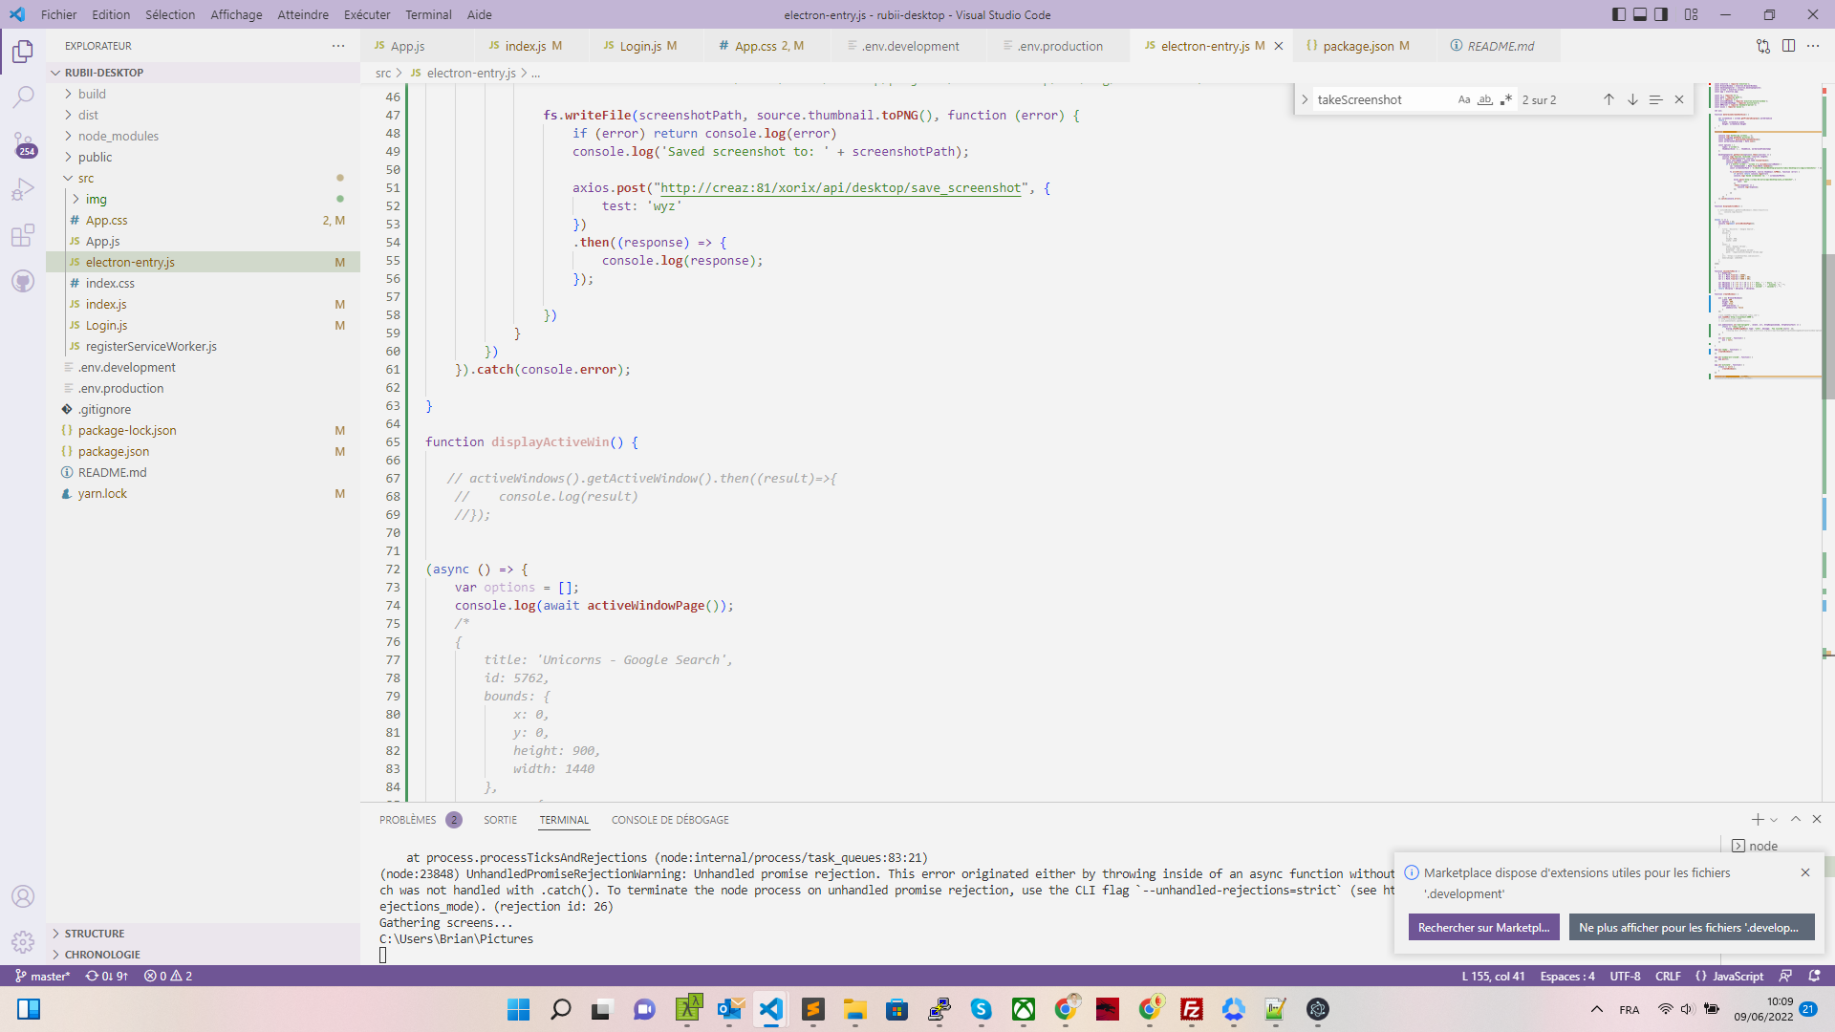 Fichier Edition Sélection Affichage Atteindre Exécuter Terminal Aide
electron-entry.js - rubii-desktop - Visual Studio Code
EXPLORATEUR
JS App.js
JS index.js M
JS Login.js M
# App.css 2, M
.env.development
.env.production
JS electron-entry.js M
{} package.json M
README.md
src > JS electron-entry.js > ...
RUBII-DESKTOP
build
dist
node_modules
public
src
img
# App.css 2, M
JS App.js
JS electron-entry.js M
# index.css
JS index.js M
JS Login.js M
JS registerServiceWorker.js
.env.development
.env.production
.gitignore
{} package-lock.json M
{} package.json M
README.md
yarn.lock M
254
STRUCTURE
CHRONOLOGIE
takeScreenshot Aa ab 2 sur 2
46
47 fs.writeFile(screenshotPath, source.thumbnail.toPNG(), function (error) {
48 if (error) return console.log(error)
49 console.log('Saved screenshot to: ' + screenshotPath);
50
51 axios.post("http://creaz:81/xorix/api/desktop/save_screenshot", {
52 test: 'wyz'
53 })
54 .then((response) => {
55 console.log(response);
56 });
57
58 })
59 }
60 })
61 }).catch(console.error);
62
63 }
64
65 function displayActiveWin() {
66
67 // activeWindows().getActiveWindow().then((result)=>{
68 // console.log(result)
69 //});
70
71
72 (async () => {
73 var options = [];
74 console.log(await activeWindowPage());
75 /*
76 {
77 title: 'Unicorns - Google Search',
78 id: 5762,
79 bounds: {
80 x: 0,
81 y: 0,
82 height: 900,
83 width: 1440
84 },
PROBLÈMES 2 SORTIE TERMINAL CONSOLE DE DÉBOGAGE
node
at process.processTicksAndRejections (node:internal/process/task_queues:83:21)
(node:23848) UnhandledPromiseRejectionWarning: Unhandled promise rejection. This error originated either by throwing inside of an async function without
ch was not handled with .catch(). To terminate the node process on unhandled promise rejection, use the CLI flag `--unhandled-rejections=strict` (see ht
ejections_mode). (rejection id: 26)
Gathering screens...
C:\Users\Brian\Pictures
Marketplace dispose d'extensions utiles pour les fichiers
'.development'
Rechercher sur Marketpl...
Ne plus afficher pour les fichiers '.develop...
master* 0↓ 9↑ 0 2
L 155, col 41 Espaces : 4 UTF-8 CRLF {} JavaScript
FRA
10:09
09/06/2022
21